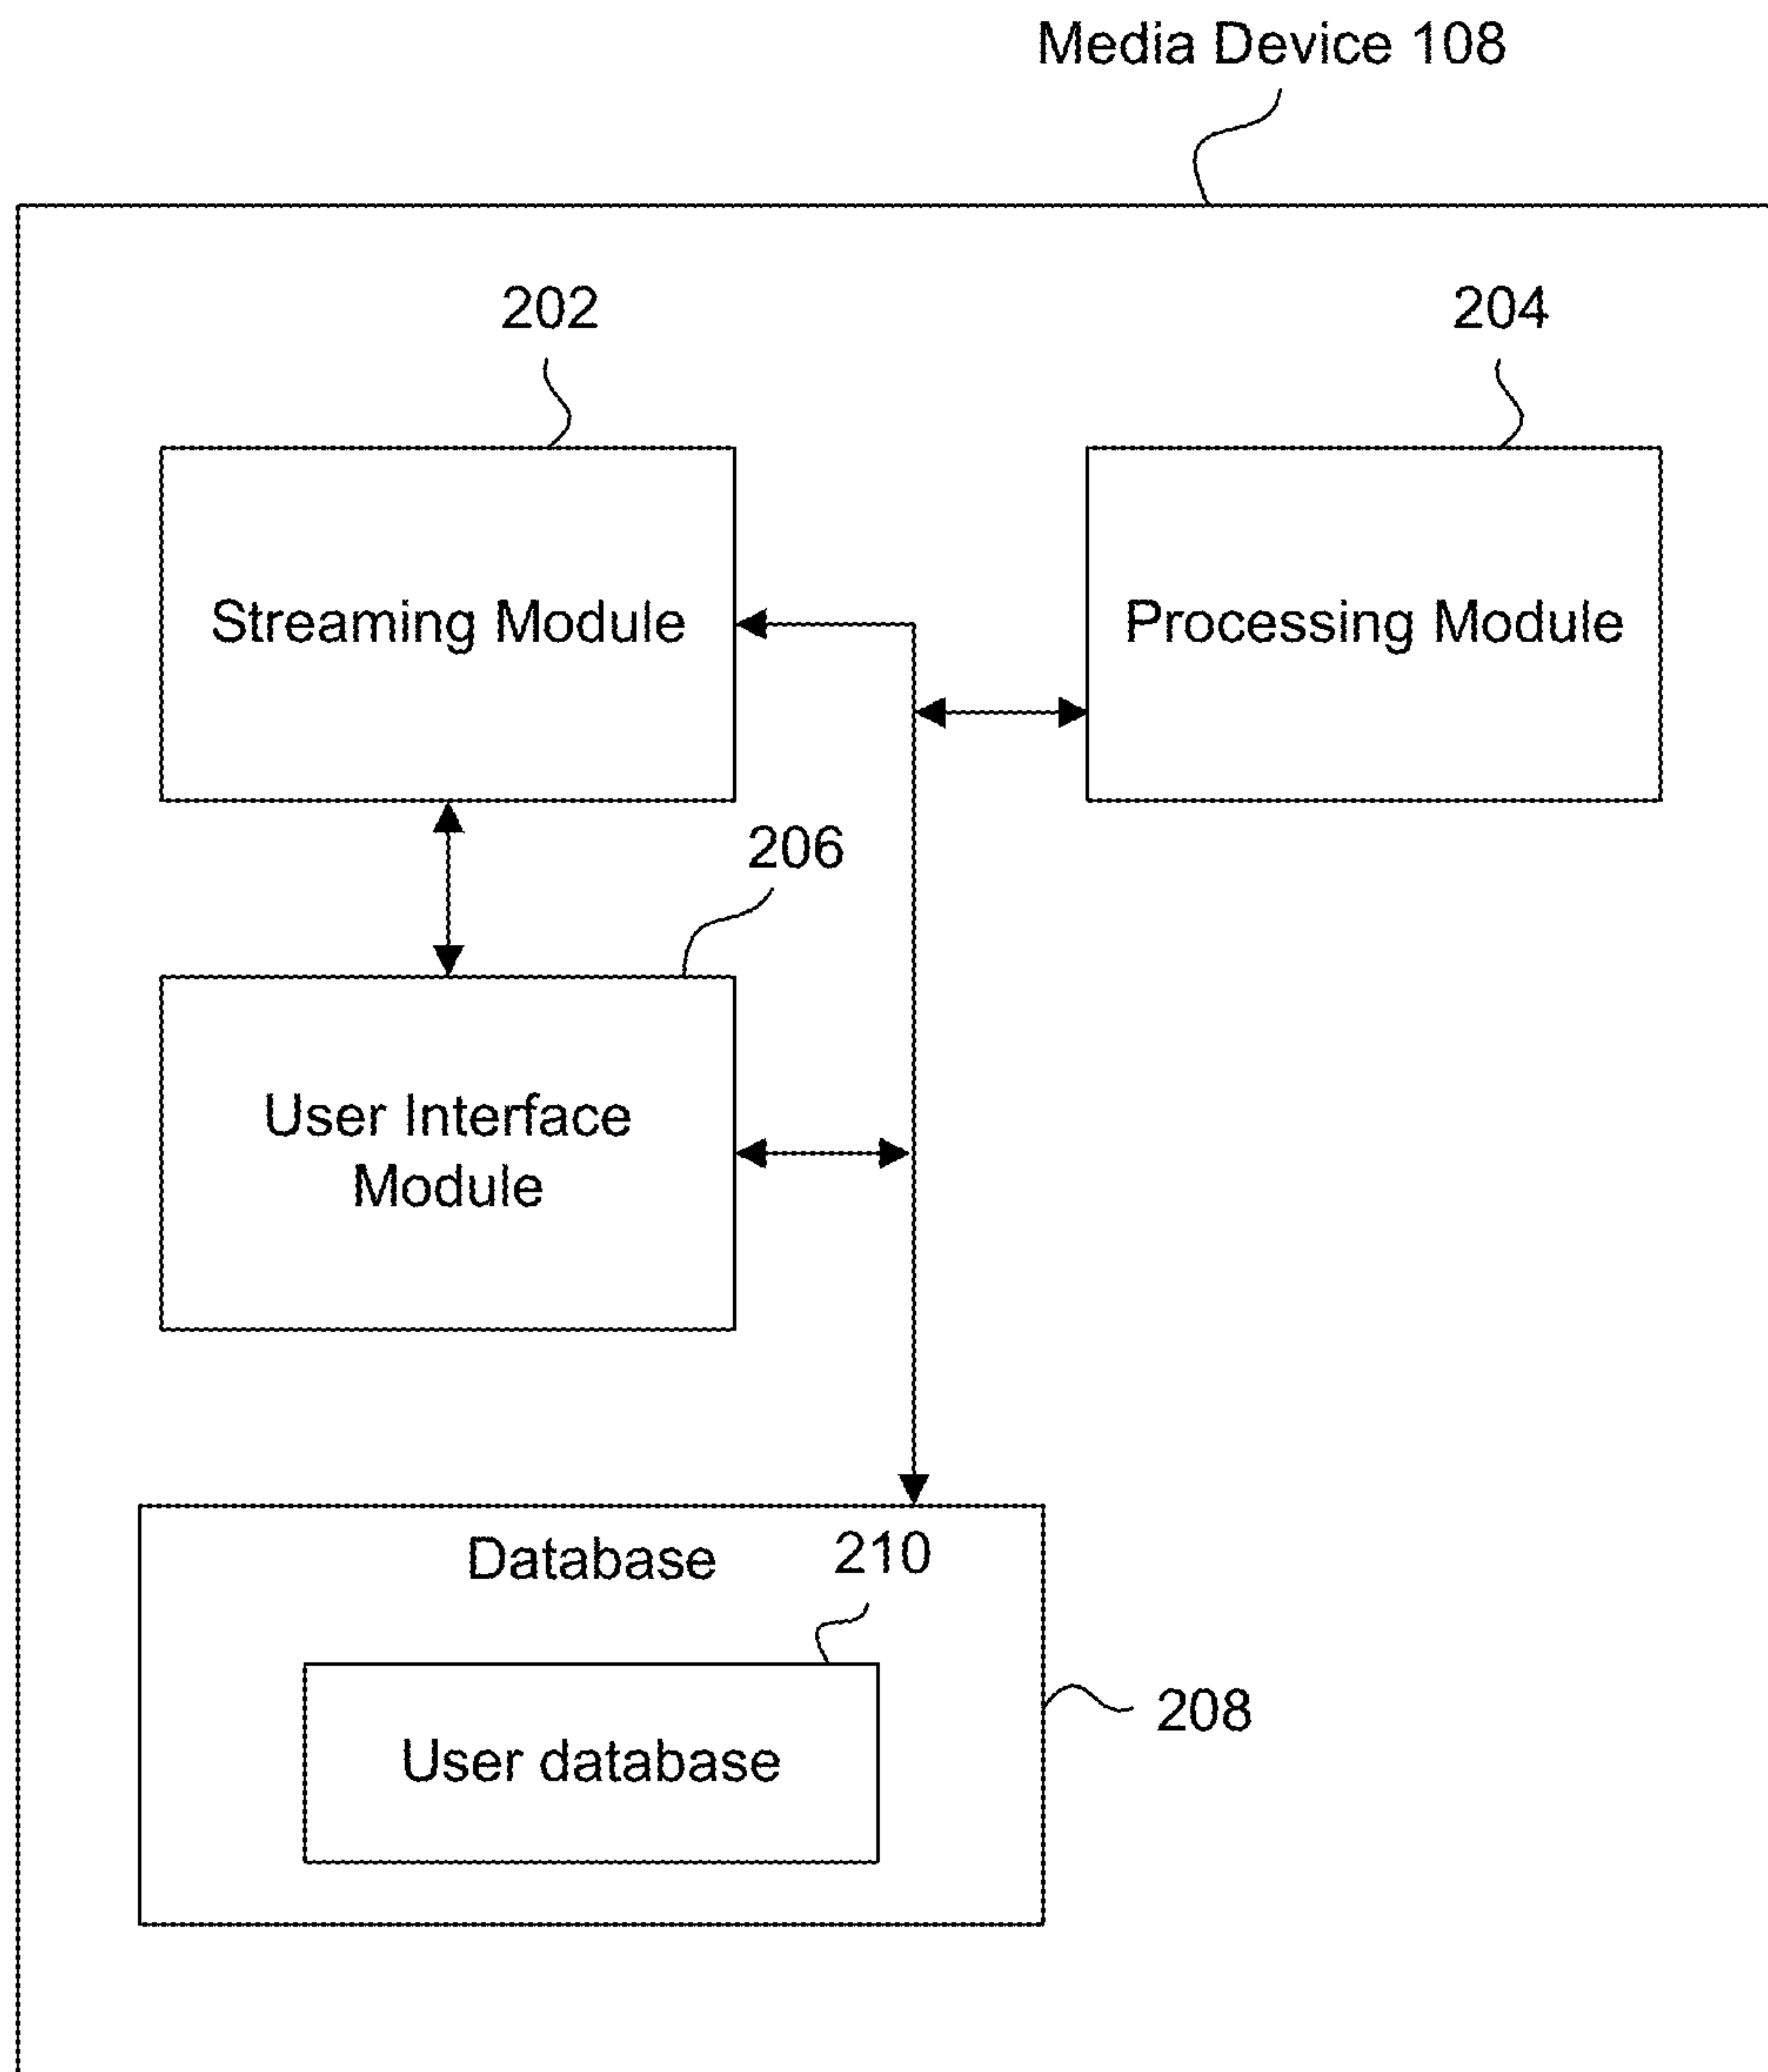 Media Device 108
202
204
Streaming Module
Processing Module
206
User Interface
Module
Database
210
User database
208